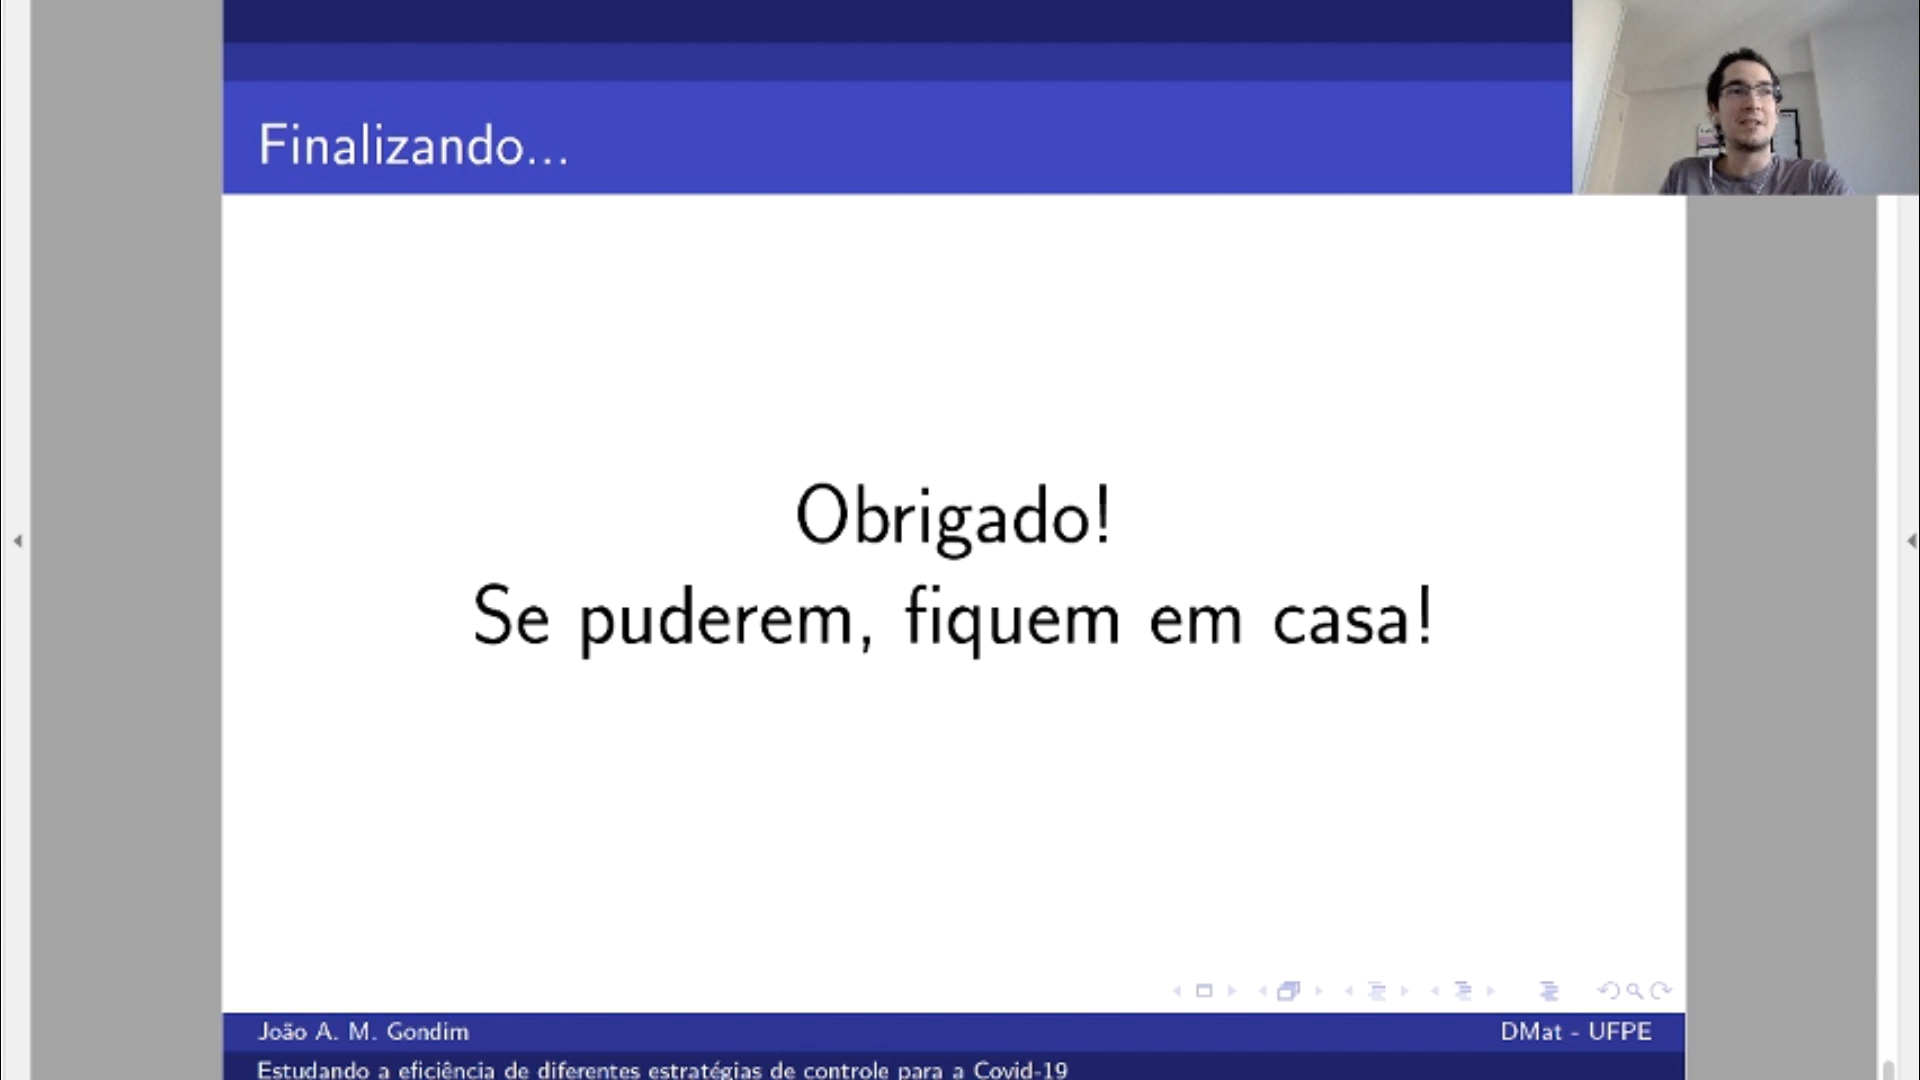 Finalizando...
Obrigado!
Se puderem, fiquem em casa!
João A. M. Gondim
DMat - UFPE
Estudando a eficiência de diferentes estratégias de controle para a Covid-19